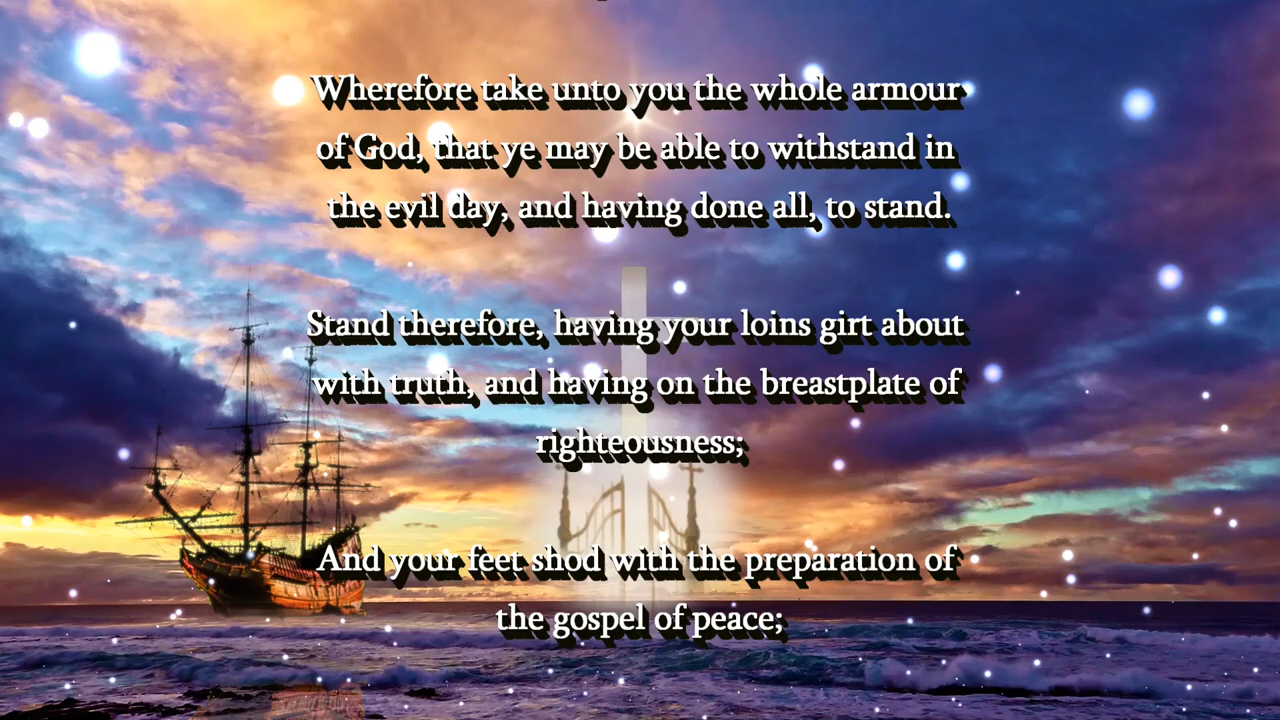 Wherefore take unto you the whole armour
of God, that ye may be able to withstand in
the evil day, and having done all, to stand.
Stand therefore, having your loins girt about
with truth, and having on the breastplate of
righteousness;
And your feet shod with the preparation of
the gospel of peace;